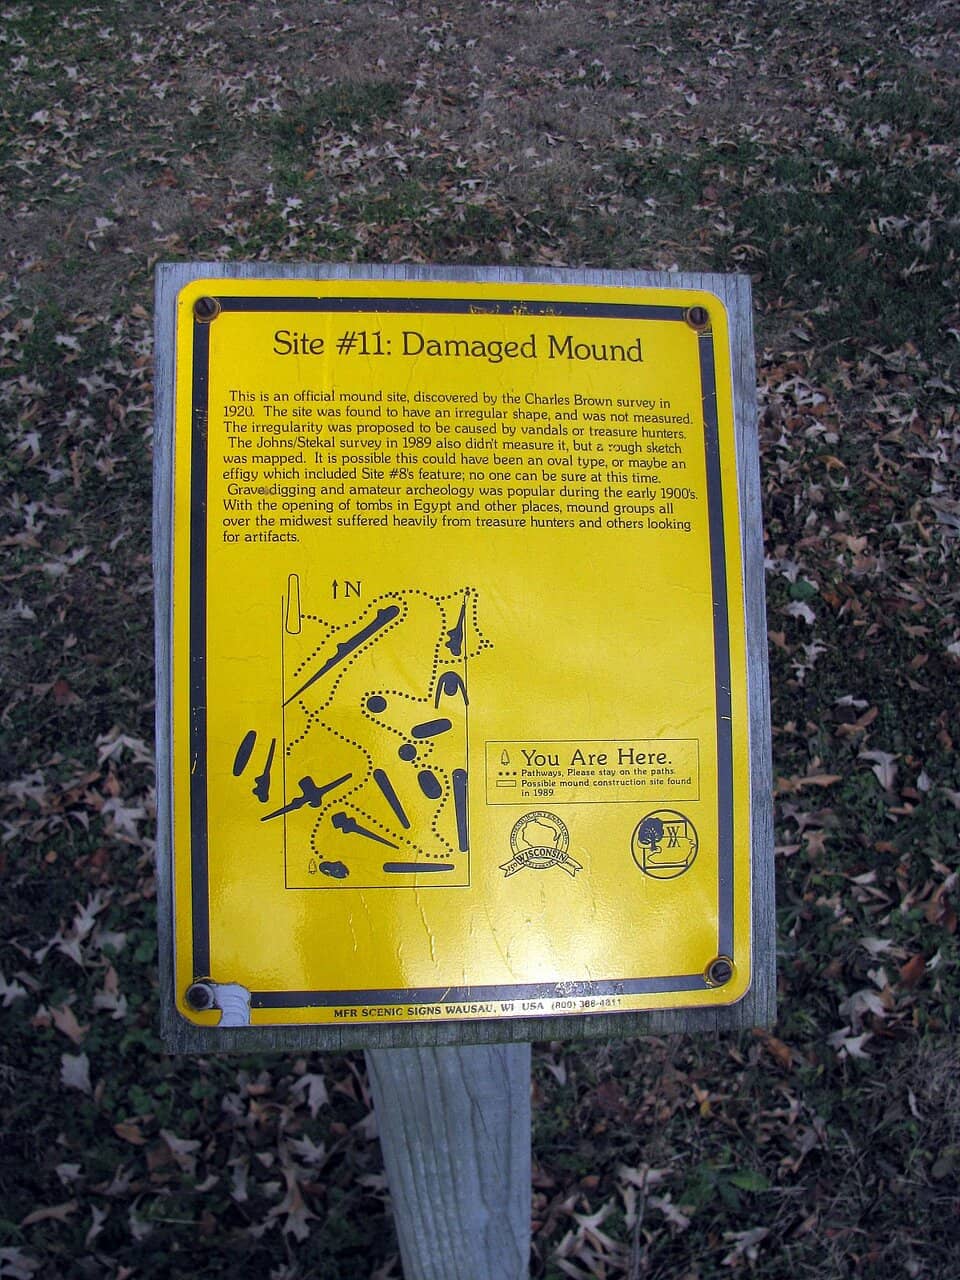 Site #11: Damaged Mound
This is an official mound site, discovered by the Charles Brown survey in
1920. The site was found to have an irregular shape, and was not measured.
The irregularity was proposed to be caused by vandals or treasure hunters.
The Johns/Stekal survey in 1989 also didn't measure it, but a rough sketch
was mapped. It is possible this could have been an oval type, or maybe an
effigy which included Site #8's feature; no one can be sure at this time.
Grave digging and amateur archeology was popular during the early 1900's.
With the opening of tombs in Egypt and other places, mound groups all
over the midwest suffered heavily from treasure hunters and others looking
for artifacts.
N
You Are Here.
Pathways, Please stay on the paths.
Possible mound construction site found
in 1989.
WISCONSIN
W
MFR SCENIC SIGNS WAUSAU, WI USA (800) 388-4811